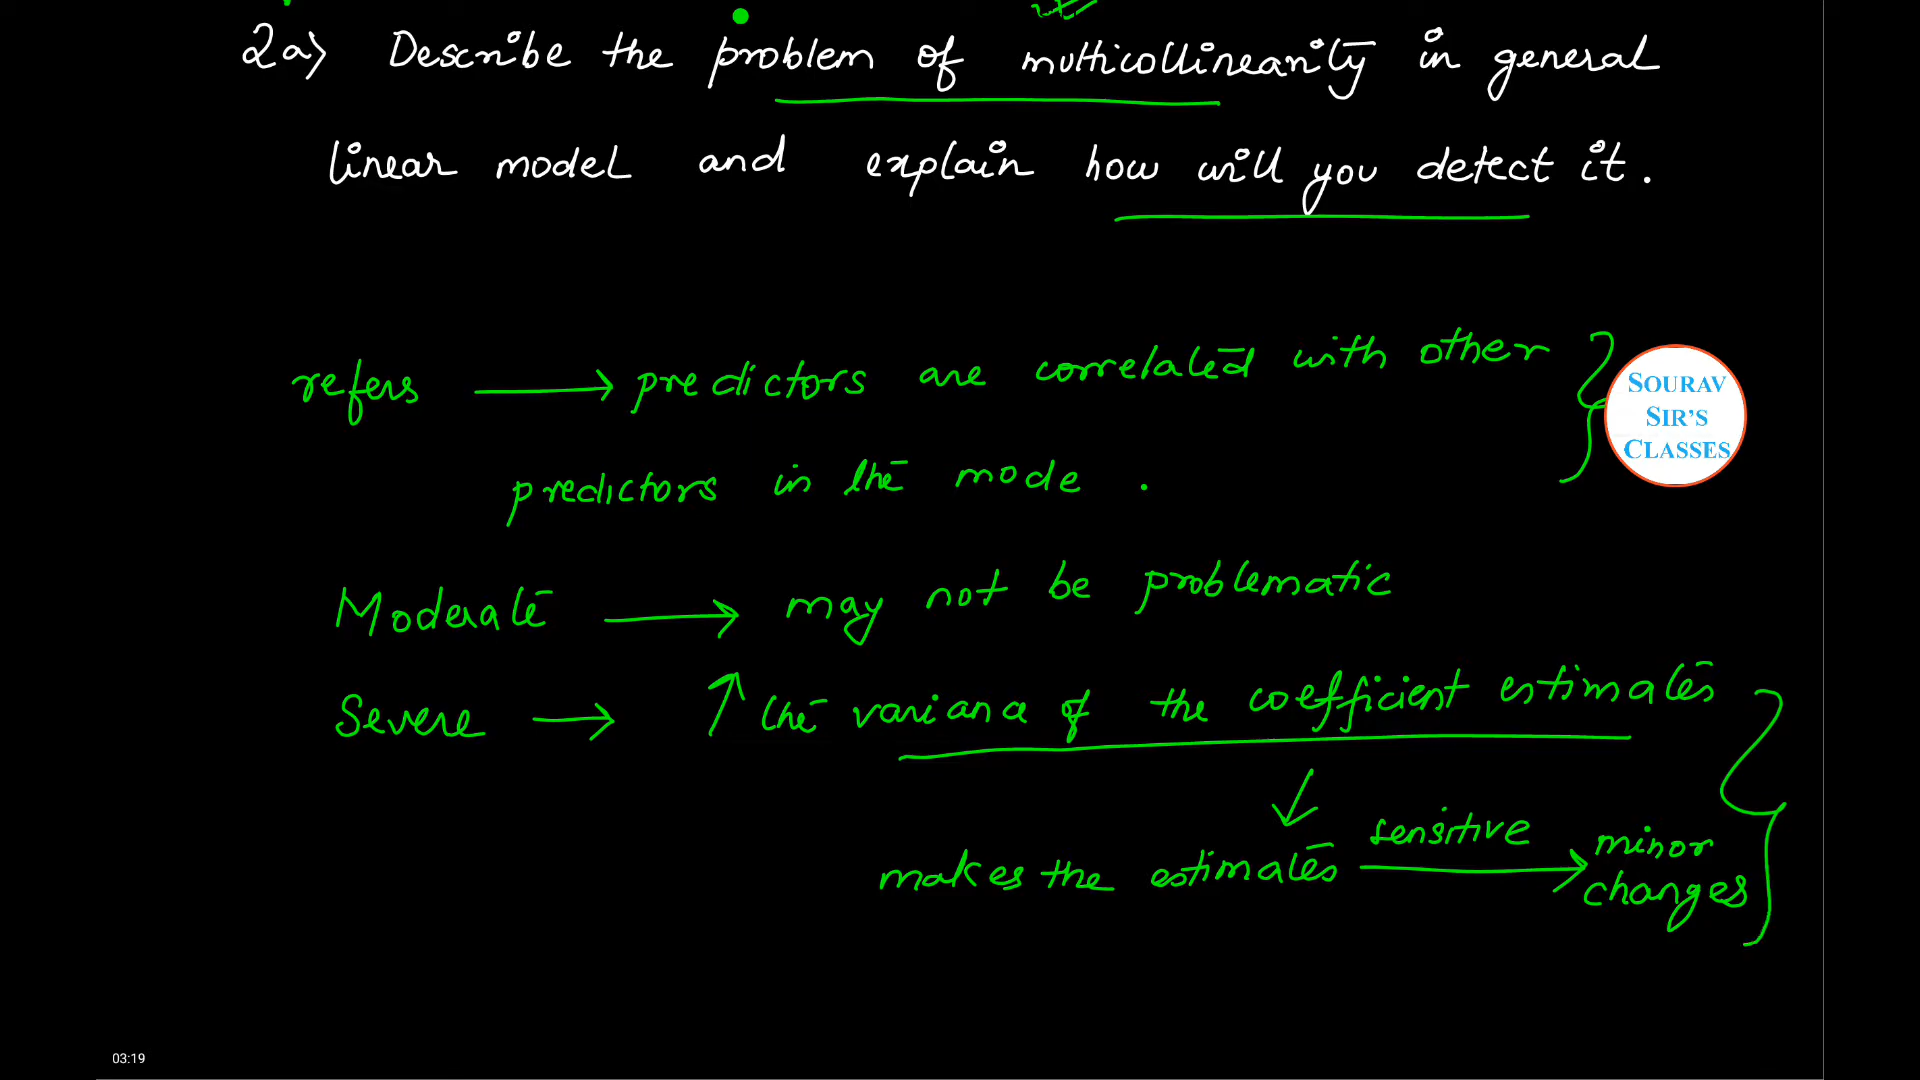 2a) Describe the problem of multicollinearity in general
linear model and explain how will you detect it.
refers → predictors are correlated with other
predictors in the mode .
SOURAV
SIR'S
CLASSES
Moderate → may not be problematic
Severe → ↑ the variance of the coefficient estimates
↓
makes the estimates sensitive → minor
changes
03:19